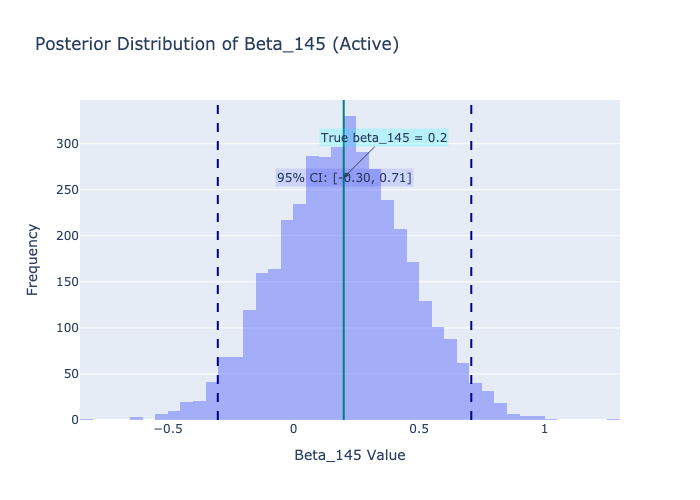 Posterior Distribution of Beta_145 (Active)
True beta_145 = 0.2
95% CI: [-0.30, 0.71]
Frequency
300
250
200
150
100
50
0
−0.5
0
0.5
1
Beta_145 Value